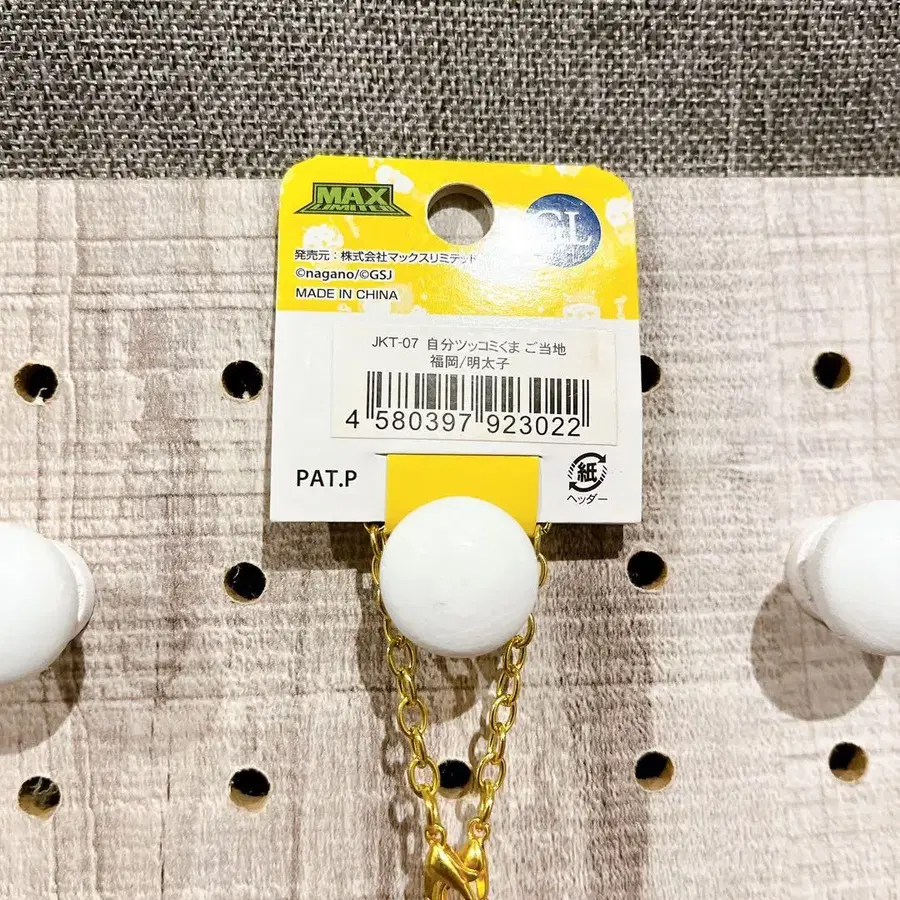 MAX
LIMITED
GL
発売元：株式会社マックスリミテッド
©nagano/©GSJ
MADE IN CHINA
JKT-07 自分ツッコミくま ご当地
福岡/明太子
4 580397 923022
PAT.P
紙
ヘッダー